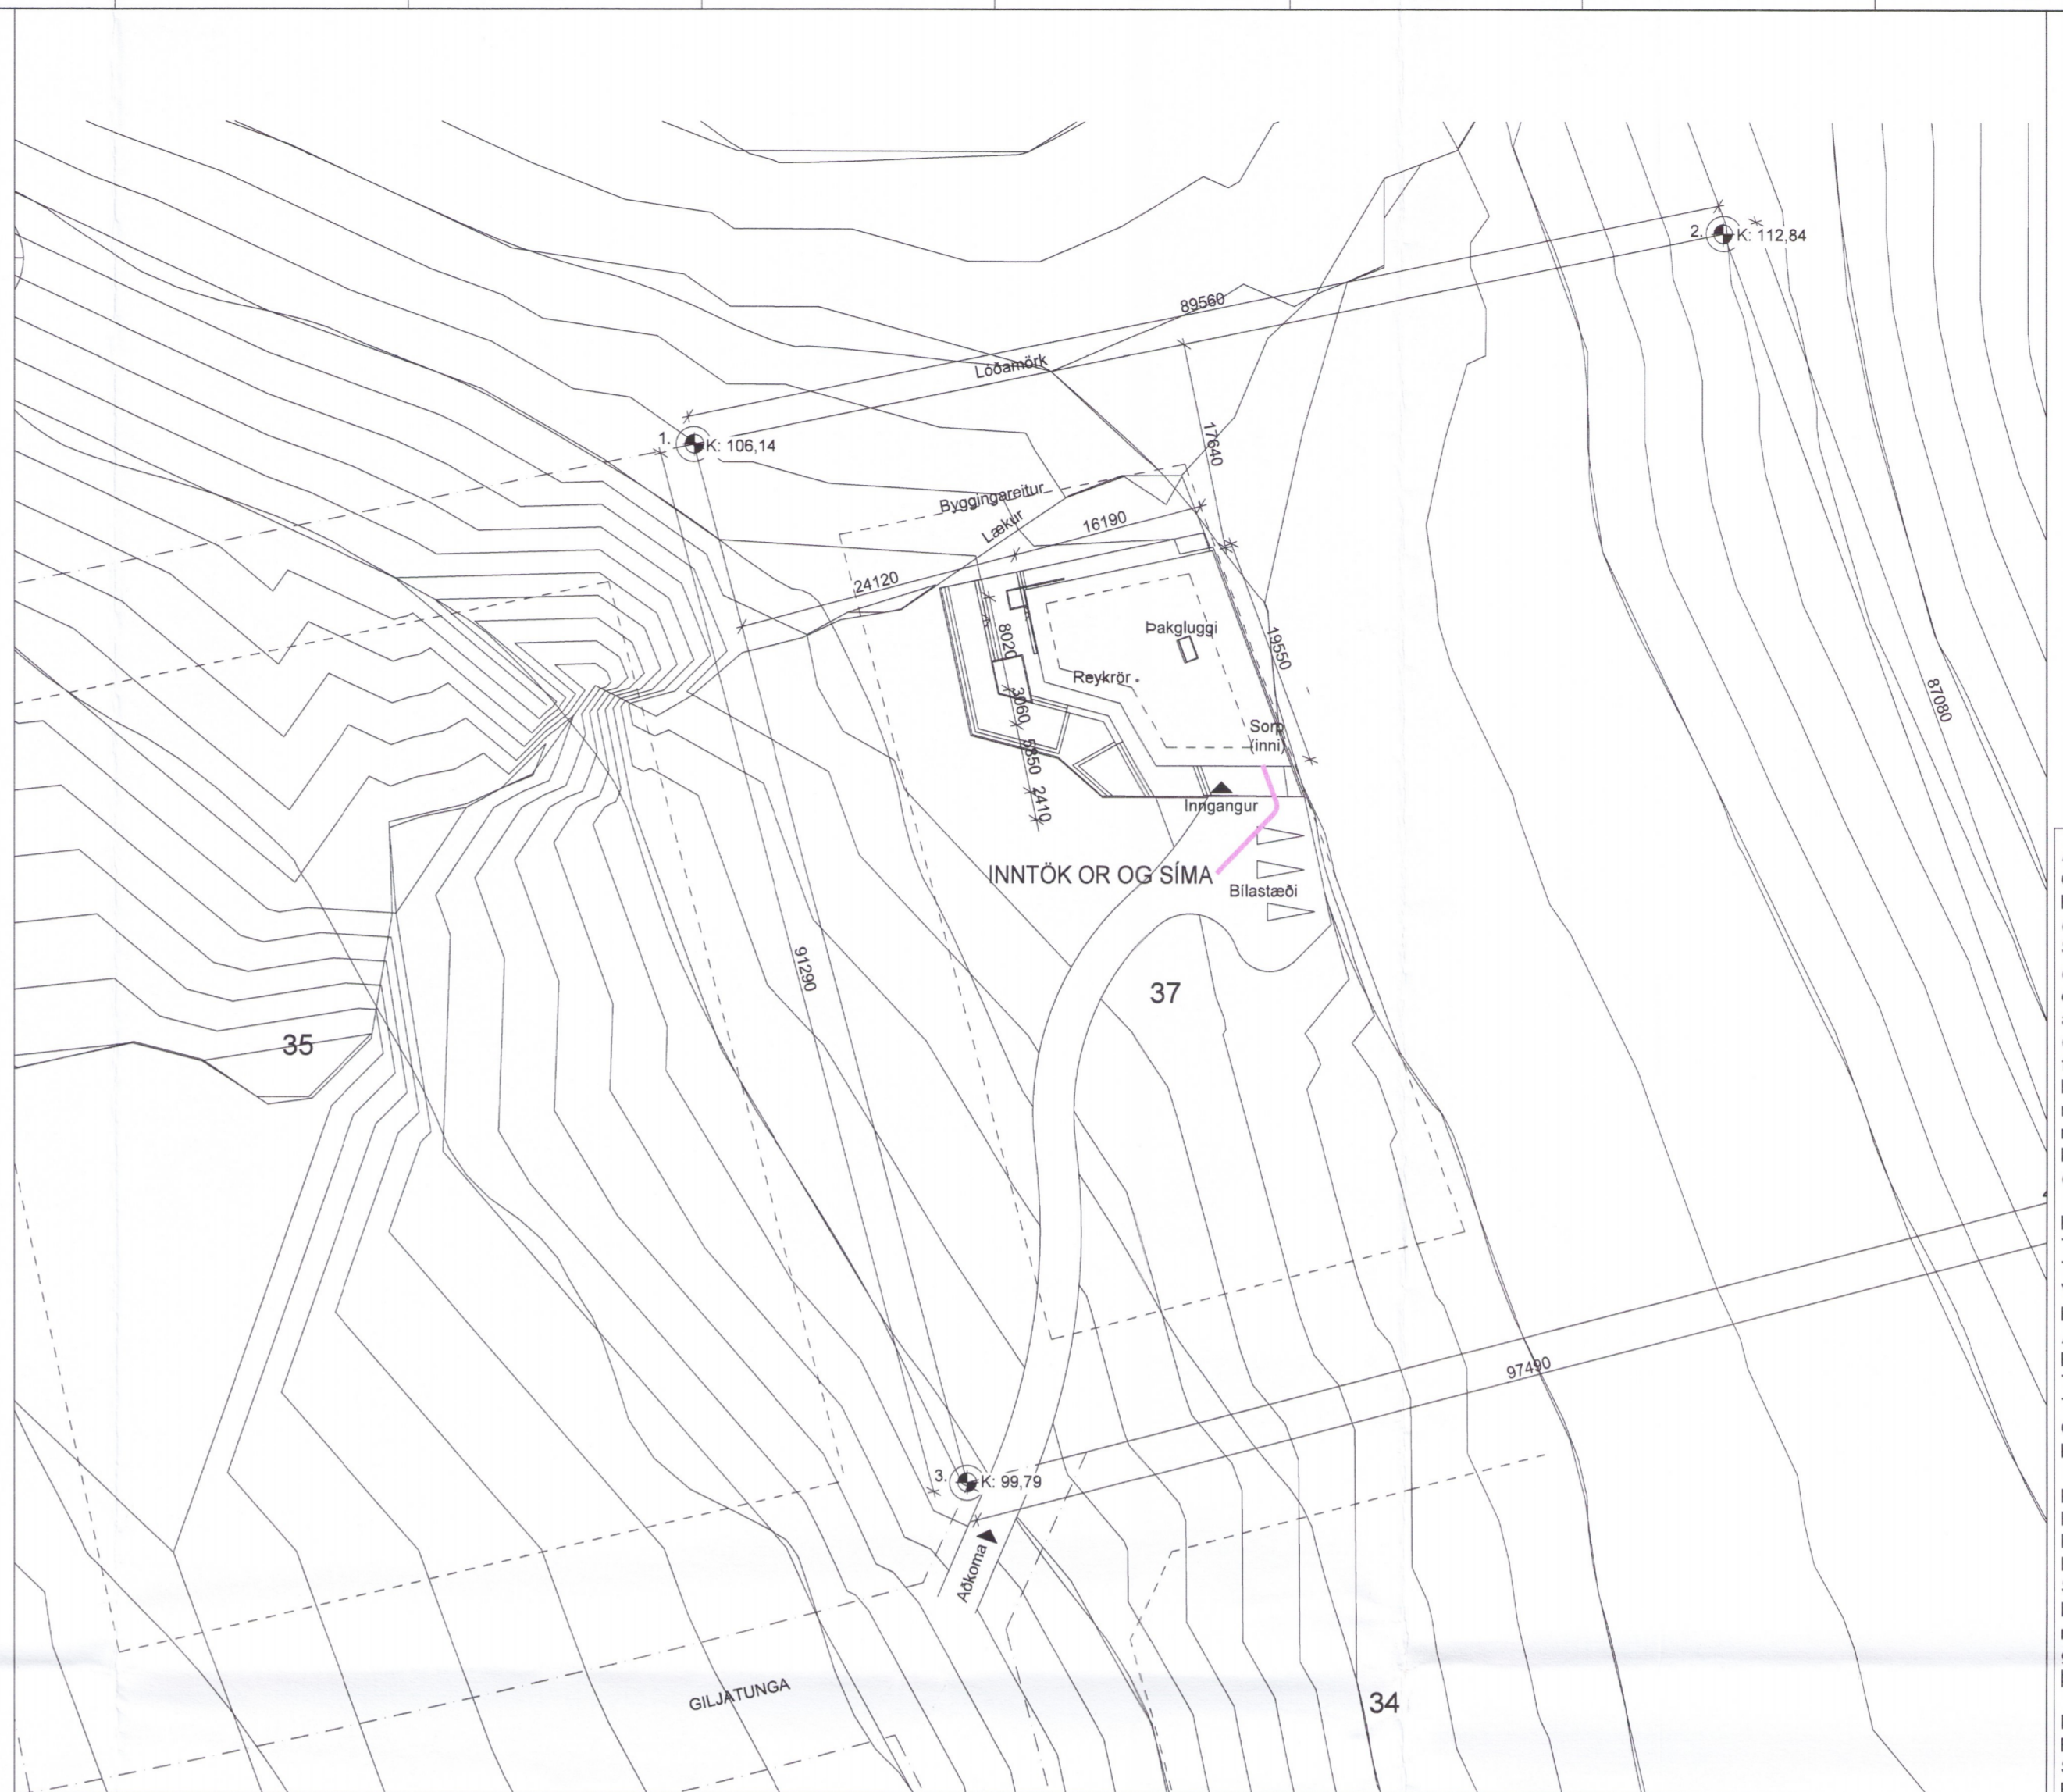 2.
K: 112,84
89560
Lóðamörk
1.
K: 106,14
17640
Byggingareitur
Lækur
16190
24120
8020
Þakgluggi
19550
Reykrör
3060
87080
Sorp
(inni)
5850
2410
Inngangur
INNTÖK OR OG SÍMA
Bílastæði
91290
37
35
97490
3.
K: 99,79
Aðkoma
GILJATUNGA
34